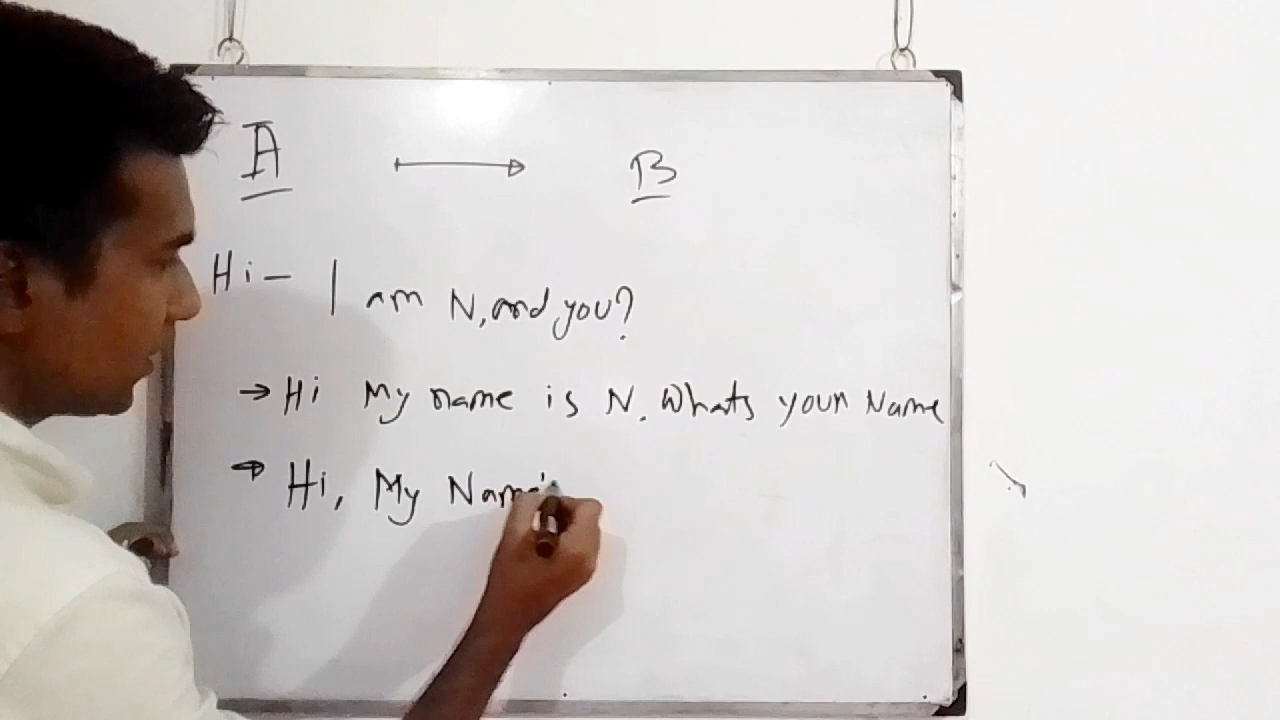 A → B
Hi - I am N, and you?
→ Hi My name is N. Whats your Name
→ Hi, My Name